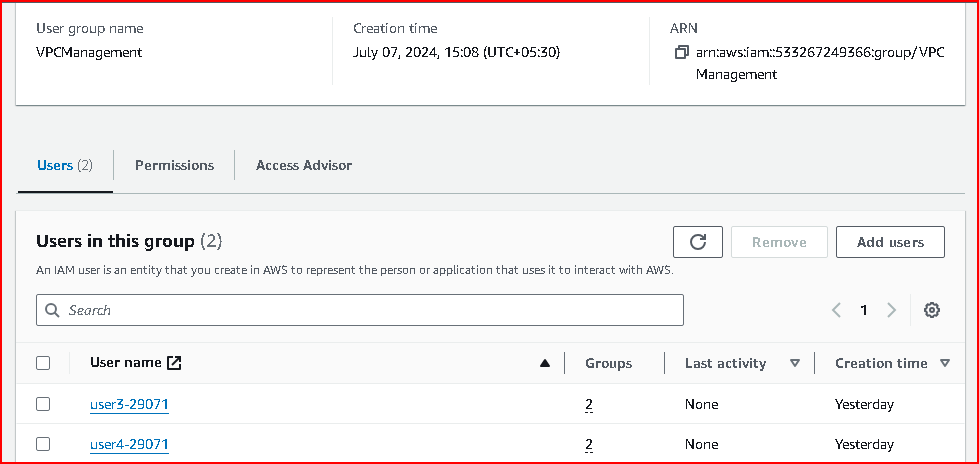 User group name
VPCManagement
Creation time
July 07, 2024, 15:08 (UTC+05:30)
ARN
arn:aws:iam::533267249366:group/VPC
Management
Users (2)
Permissions
Access Advisor
Users in this group (2)
Remove
Add users
An IAM user is an entity that you create in AWS to represent the person or application that uses it to interact with AWS.
Search
1
User name
Groups
Last activity
Creation time
user3-29071
2
None
Yesterday
user4-29071
2
None
Yesterday